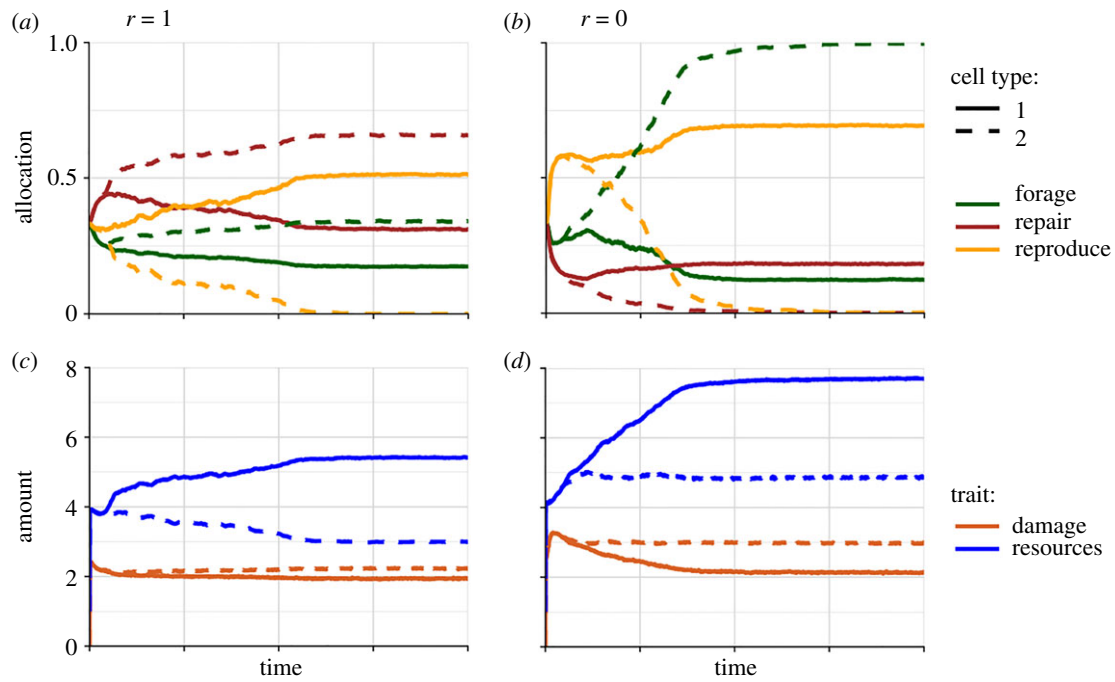 (a) r = 1
(b) r = 0
1.0
0.5
0
allocation
cell type:
1
2
forage
repair
reproduce
(c)
(d)
8
6
4
2
0
amount
time
time
trait:
damage
resources